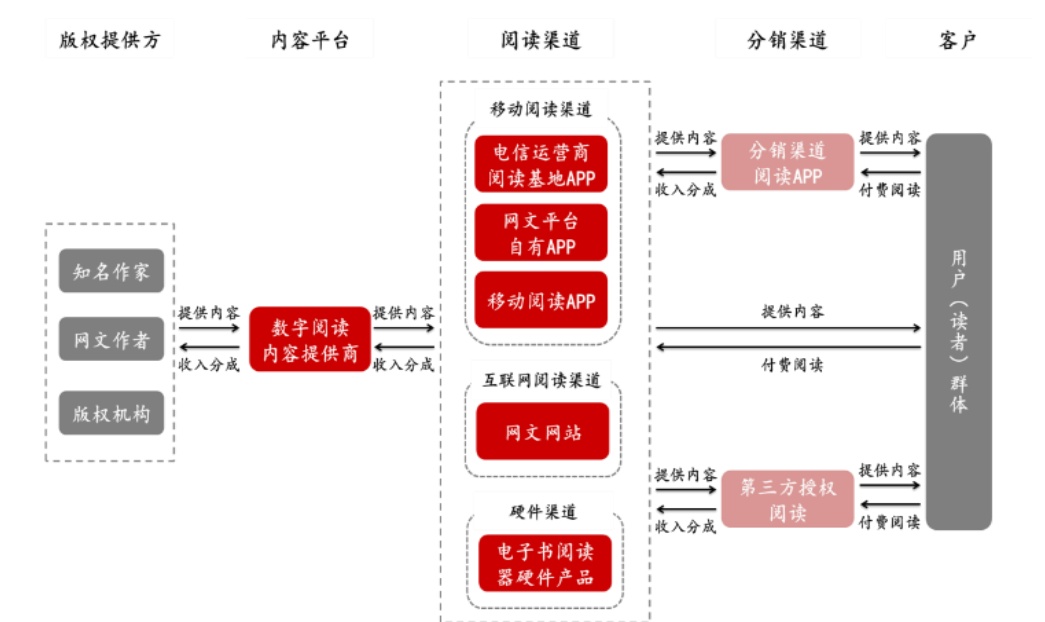 版权提供方
内容平台
阅读渠道
分销渠道
客户
移动阅读渠道
电信运营商
阅读基地APP
网文平台
自有APP
移动阅读APP
互联网阅读渠道
网文网站
硬件渠道
电子书阅读
器硬件产品
知名作家
网文作者
版权机构
提供内容
收入分成
数字阅读
内容提供商
提供内容
收入分成
提供内容
收入分成
分销渠道
阅读APP
提供内容
付费阅读
提供内容
付费阅读
提供内容
收入分成
第三方授权
阅读
提供内容
付费阅读
用户（读者）群体